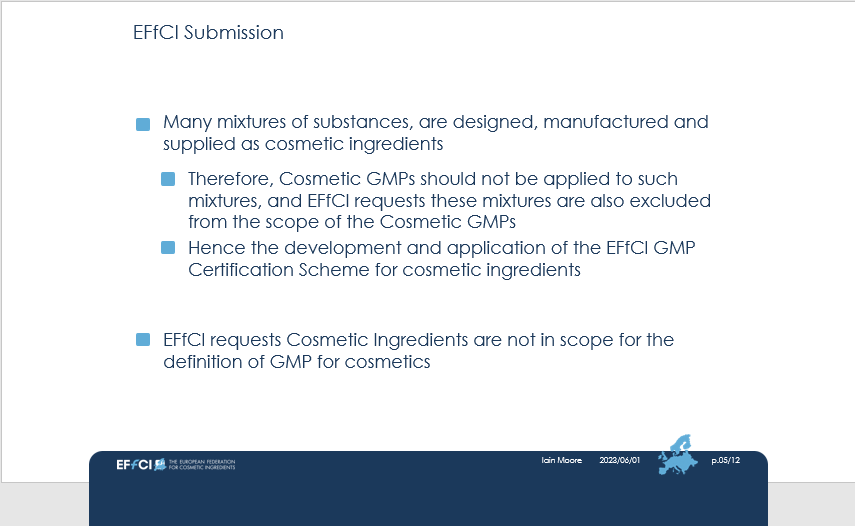 EFfCI Submission
Many mixtures of substances, are designed, manufactured and
supplied as cosmetic ingredients
Therefore, Cosmetic GMPs should not be applied to such
mixtures, and EFfCI requests these mixtures are also excluded
from the scope of the Cosmetic GMPs
Hence the development and application of the EFfCI GMP
Certification Scheme for cosmetic ingredients
EFfCI requests Cosmetic Ingredients are not in scope for the
definition of GMP for cosmetics
EFfCI THE EUROPEAN FEDERATION
FOR COSMETIC INGREDIENTS
Iain Moore 2023/06/01 p.05/12